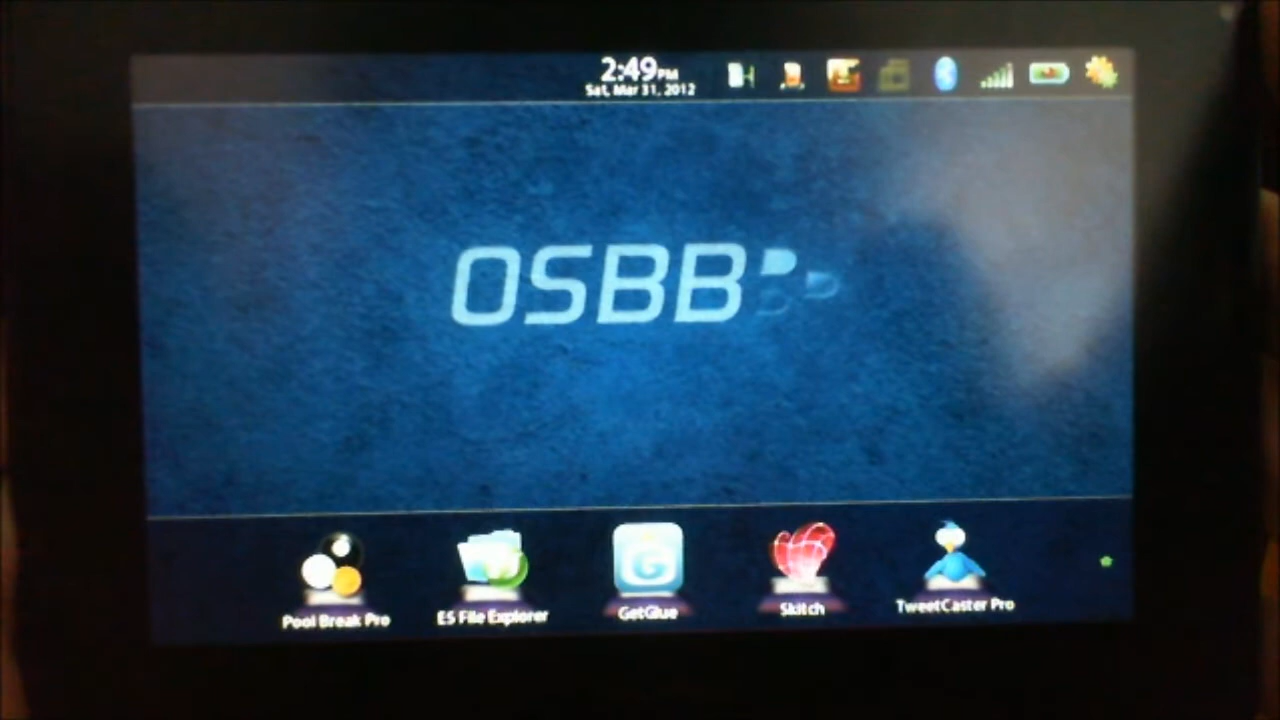 2:49PM
Sat, Mar 31, 2012
OSBB
Pool Break Pro
ES File Explorer
GetGlue
Skitch
TweetCaster Pro